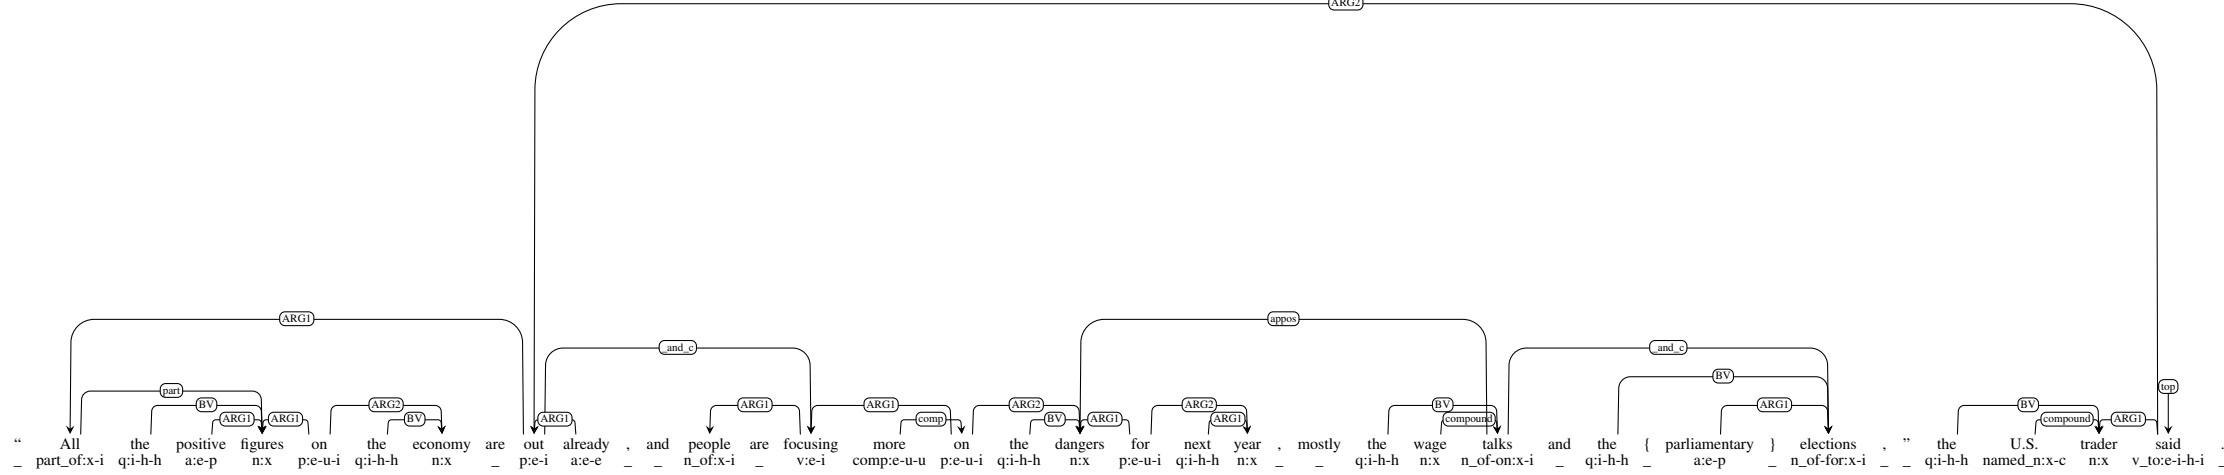 ARG2
ARG1
appos
_and_c
_and_c
BV
top
part
BV
ARG2
ARG1
ARG1
ARG2
ARG2
BV
ARG1
BV
ARG1
ARG1
BV
ARG1
comp
BV
ARG1
ARG1
compound
compound
ARG1
“ All the positive figures on the economy are out already , and people are focusing more on the dangers for next year , mostly the wage talks and the { parliamentary } elections , ” the U.S. trader said .
_ part_of:x-i q:i-h-h a:e-p n:x p:e-u-i q:i-h-h n:x _ p:e-i a:e-e _ _ n_of:x-i _ v:e-i comp:e-u-u p:e-u-i q:i-h-h n:x p:e-u-i q:i-h-h n:x _ _ q:i-h-h n:x n_of-on:x-i _ q:i-h-h _ a:e-p _ n_of-for:x-i _ _ q:i-h-h named_n:x-c n:x v_to:e-i-h-i _